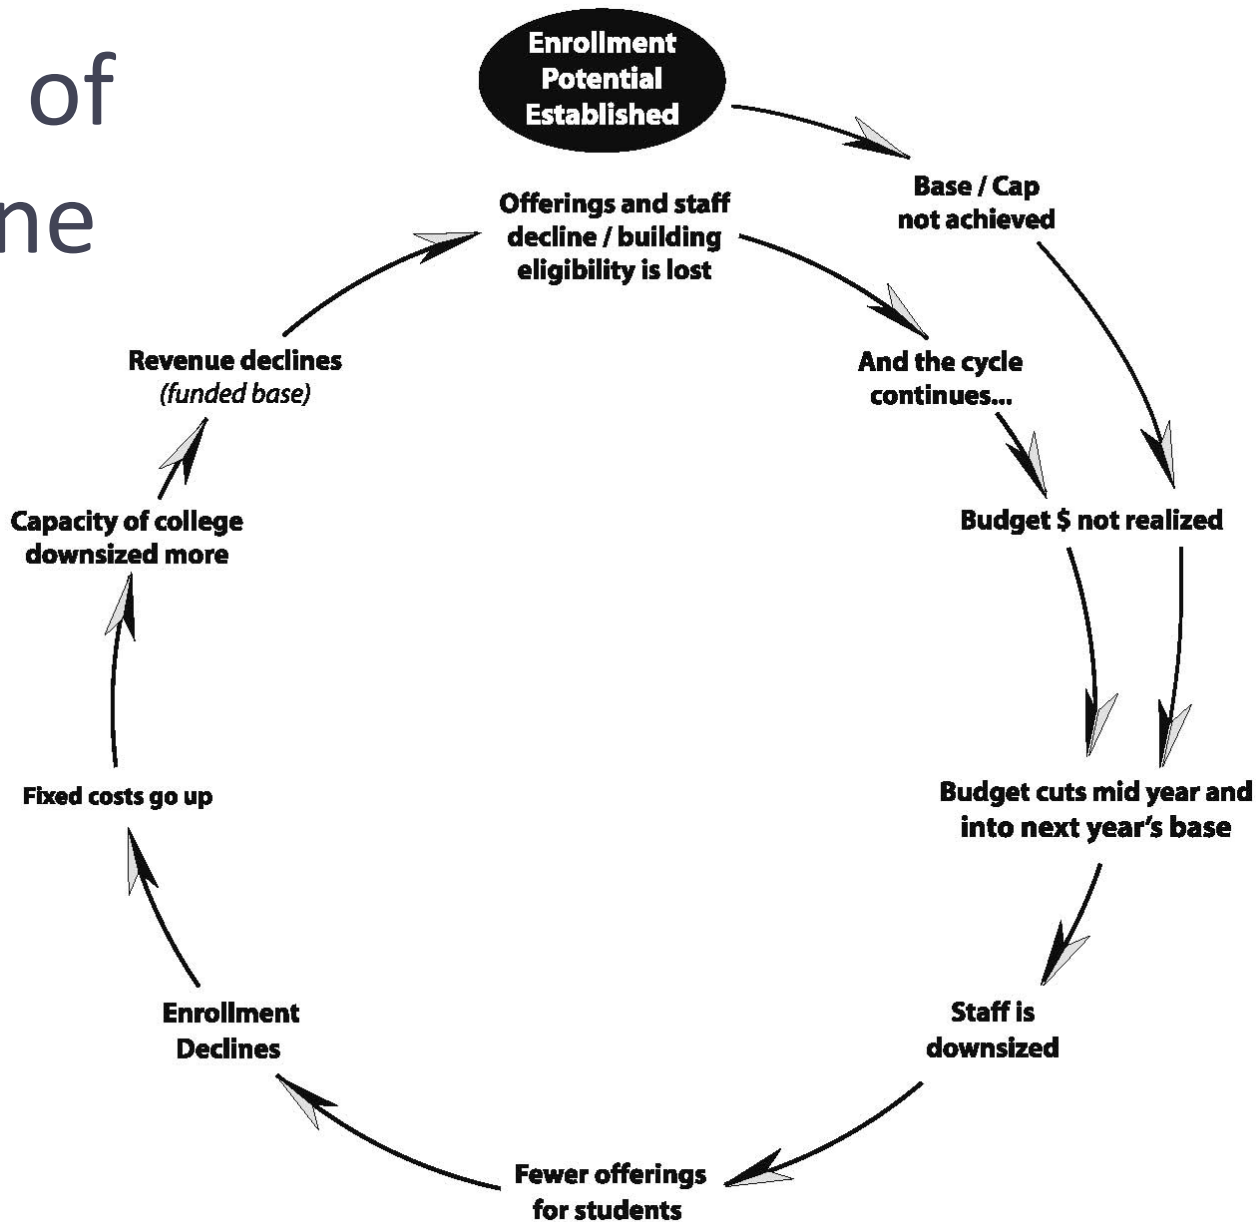 of
ne
Enrollment
Potential
Established
Base / Cap
not achieved
Offerings and staff
decline / building
eligibility is lost
And the cycle
continues...
Revenue declines
(funded base)
Budget $ not realized
Capacity of college
downsized more
Budget cuts mid year and
into next year's base
Fixed costs go up
Staff is
downsized
Enrollment
Declines
Fewer offerings
for students